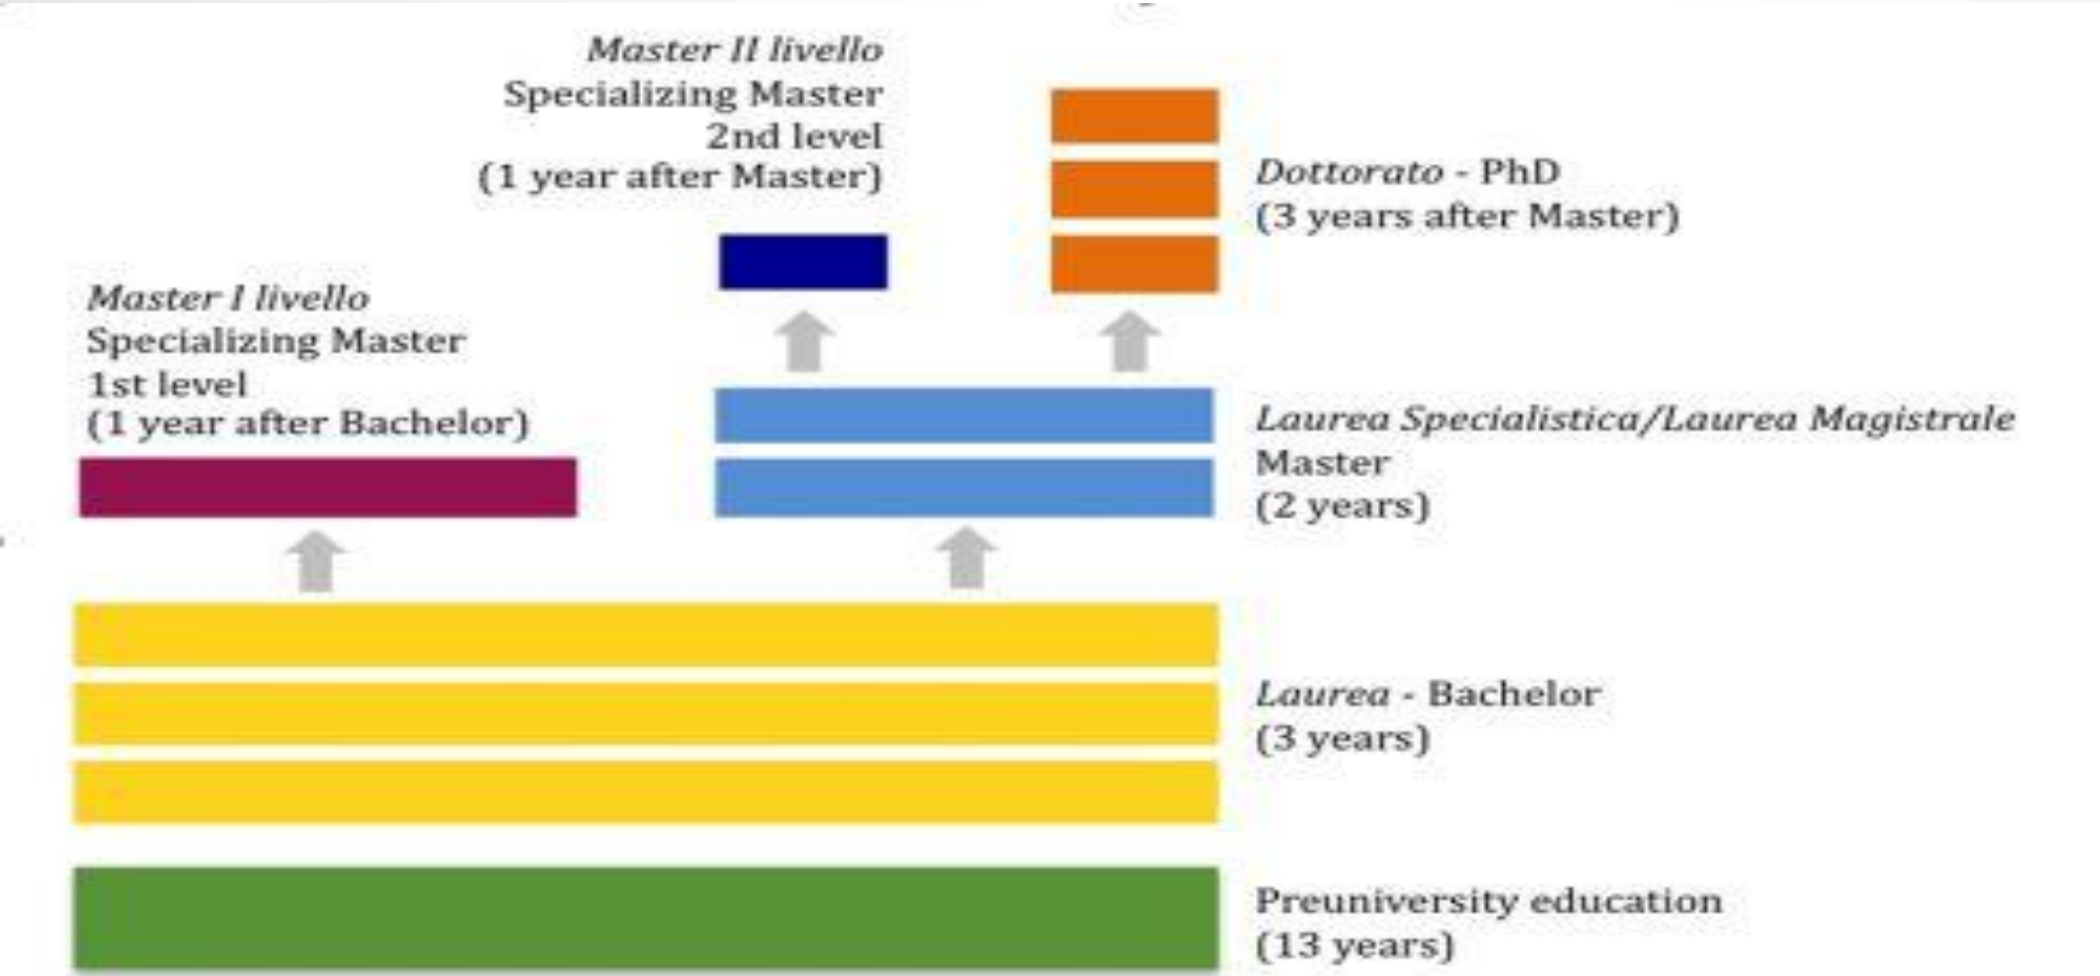 Master II livello
Specializing Master
2nd level
(1 year after Master)
Dottorato - PhD
(3 years after Master)
Master I livello
Specializing Master
1st level
(1 year after Bachelor)
Laurea Specialistica/Laurea Magistrale
Master
(2 years)
Laurea - Bachelor
(3 years)
Preuniversity education
(13 years)